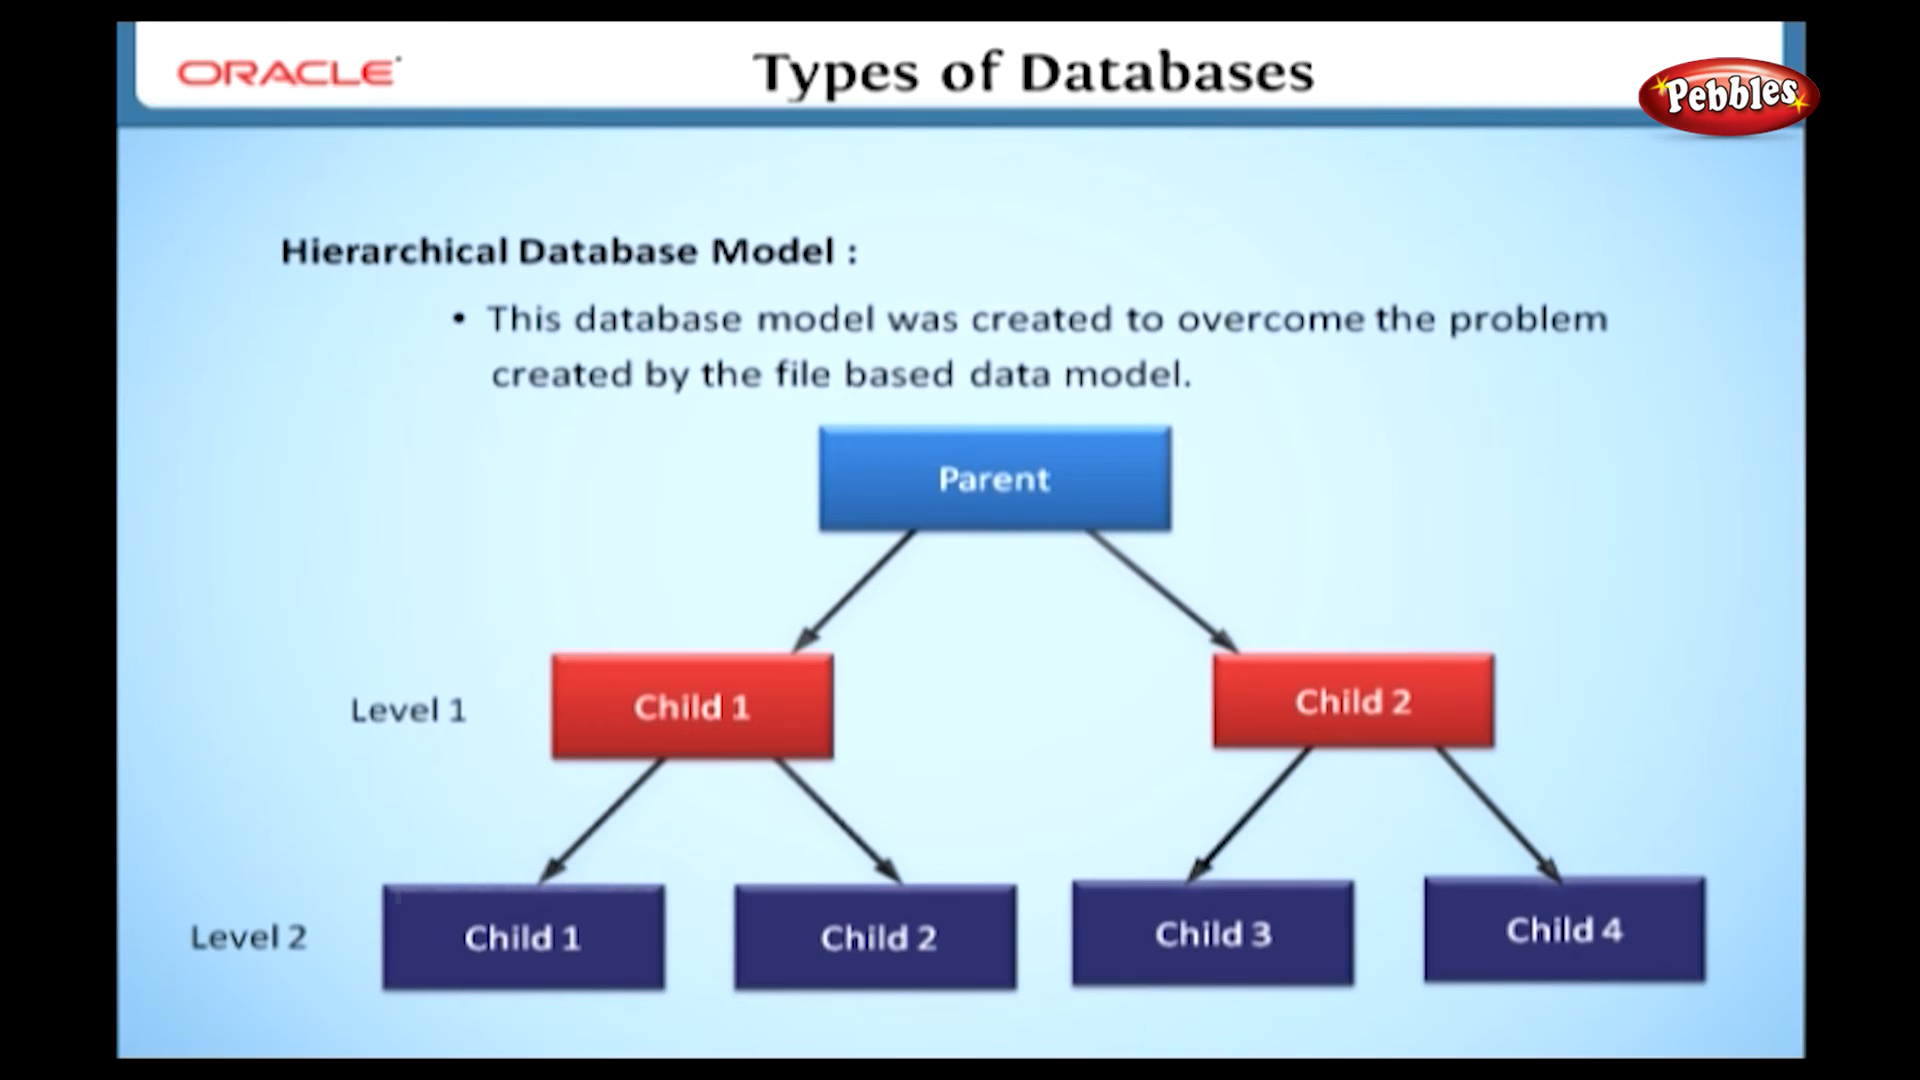 ORACLE
Types of Databases
Pebbles
Hierarchical Database Model :
• This database model was created to overcome the problem
created by the file based data model.
Parent
Level 1
Child 1
Child 2
Level 2
Child 1
Child 2
Child 3
Child 4